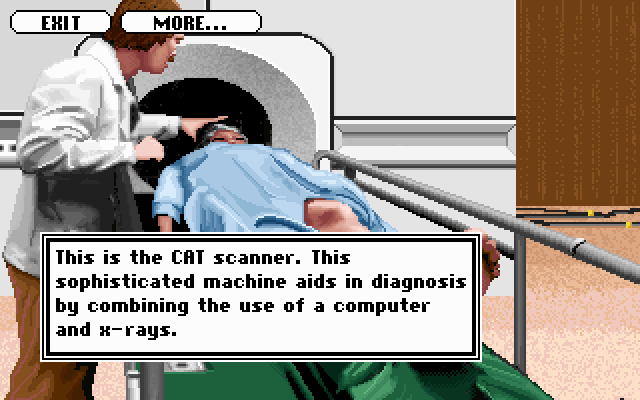 EXIT MORE...
This is the CAT scanner. This
sophisticated machine aids in diagnosis
by combining the use of a computer
and x-rays.